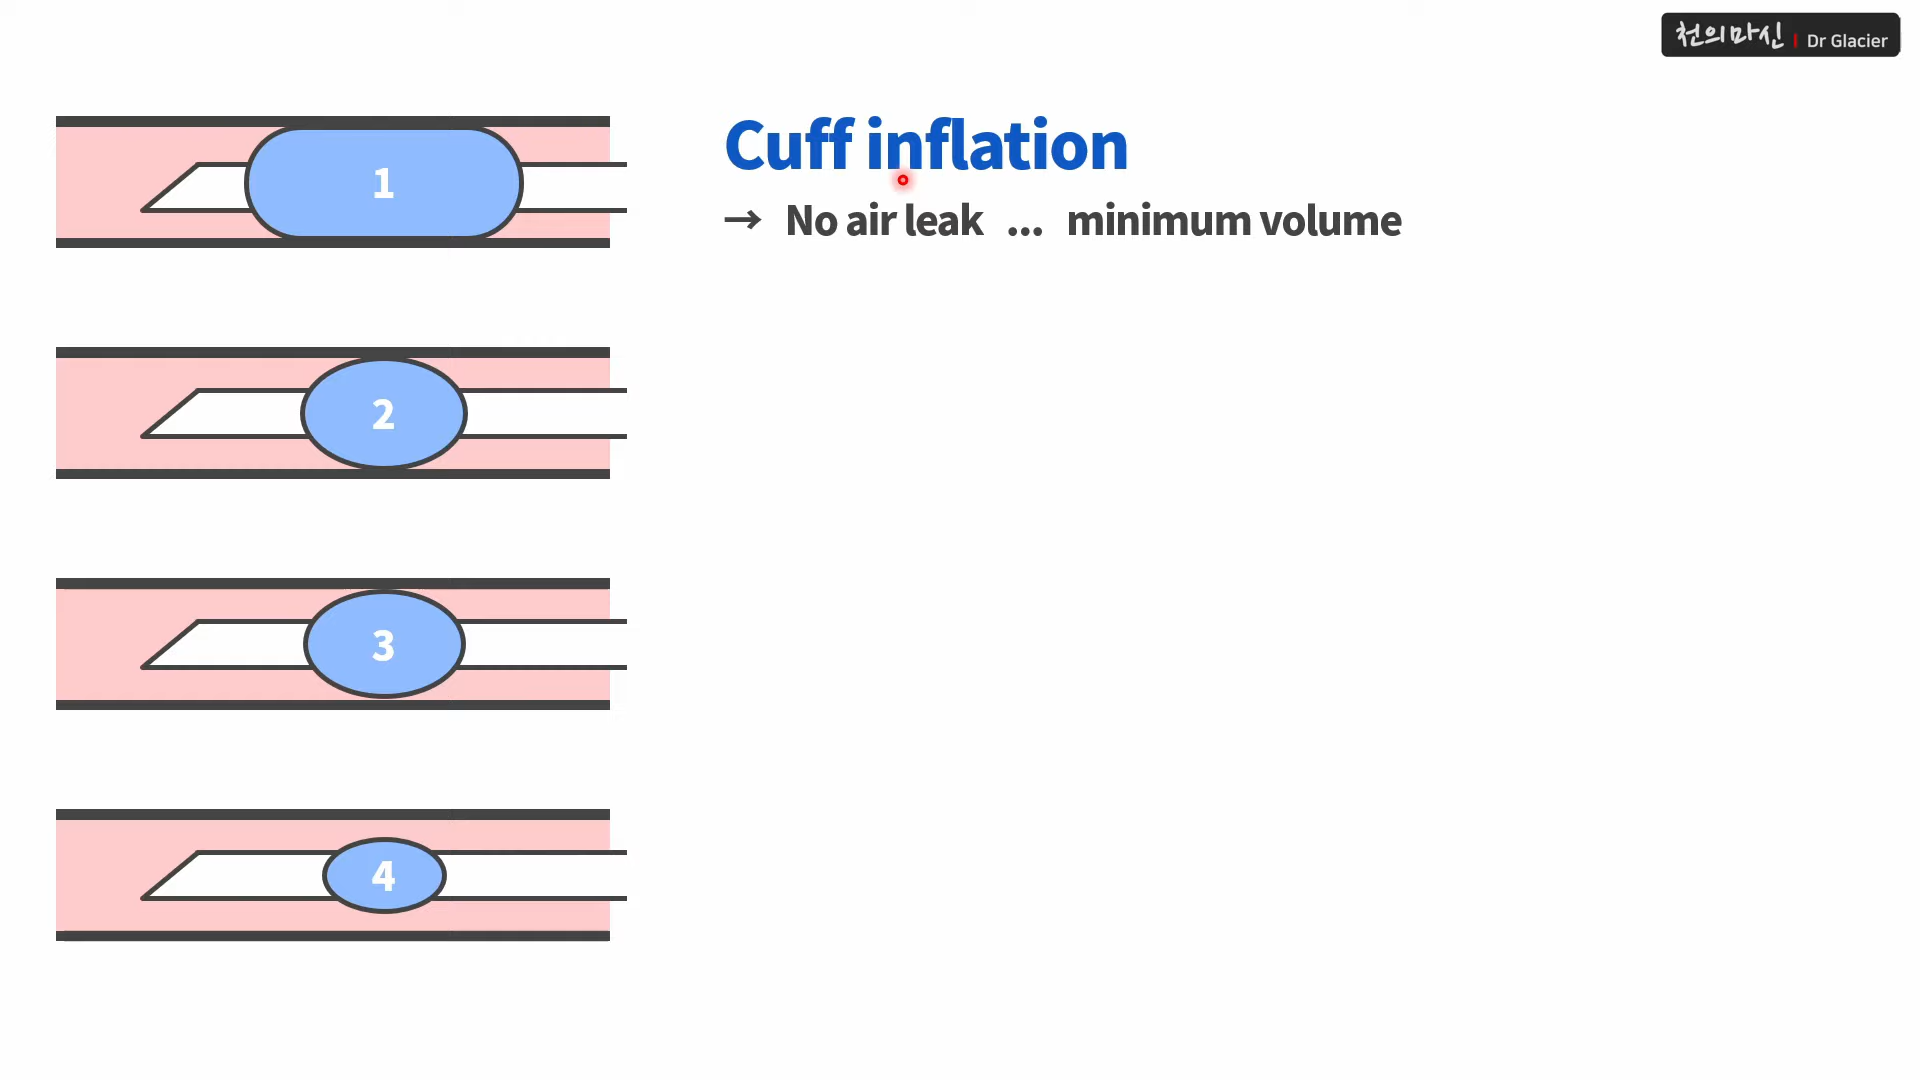 천의마신 | Dr Glacier
Cuff inflation
→ No air leak ... minimum volume
1
2
3
4